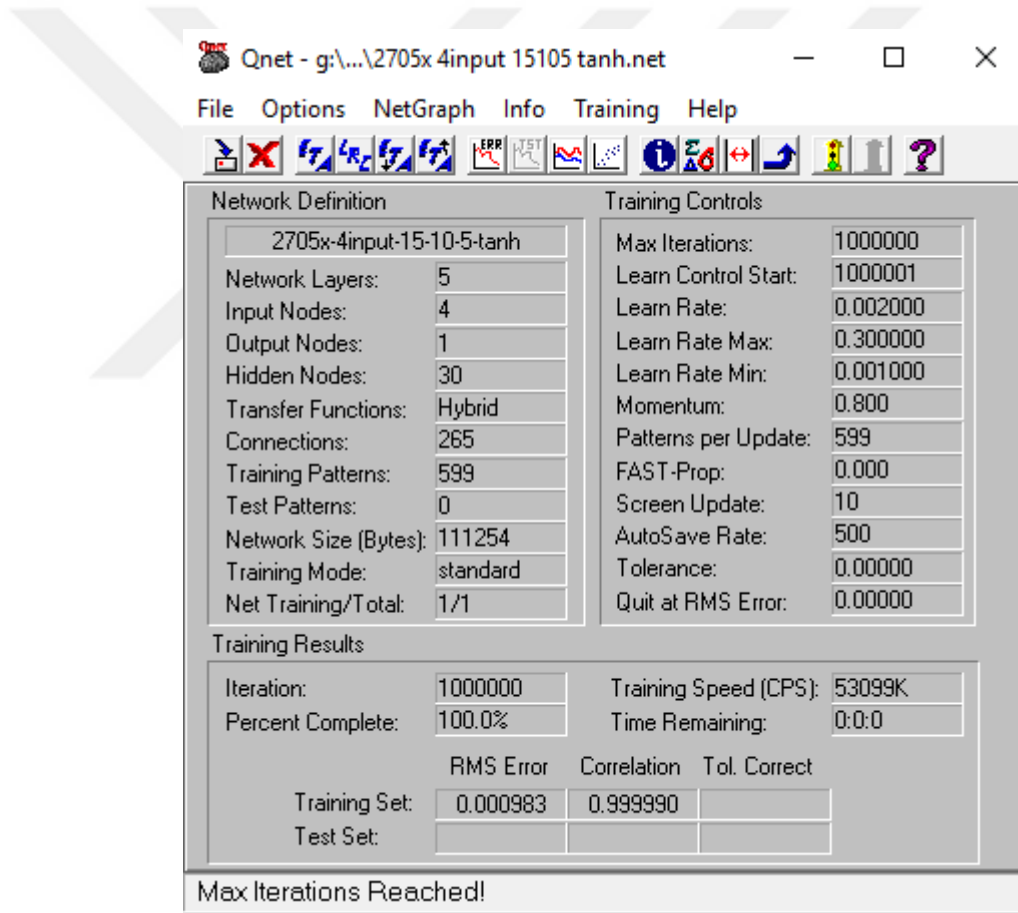 Qnet - g:\...\2705x 4input 15105 tanh.net
File Options NetGraph Info Training Help
Network Definition
2705x-4input-15-10-5-tanh
Network Layers: 5
Input Nodes: 4
Output Nodes: 1
Hidden Nodes: 30
Transfer Functions: Hybrid
Connections: 265
Training Patterns: 599
Test Patterns: 0
Network Size (Bytes): 111254
Training Mode: standard
Net Training/Total: 1/1
Training Controls
Max Iterations: 1000000
Learn Control Start: 1000001
Learn Rate: 0.002000
Learn Rate Max: 0.300000
Learn Rate Min: 0.001000
Momentum: 0.800
Patterns per Update: 599
FAST-Prop: 0.000
Screen Update: 10
AutoSave Rate: 500
Tolerance: 0.00000
Quit at RMS Error: 0.00000
Training Results
Iteration: 1000000 Training Speed (CPS): 53099K
Percent Complete: 100.0% Time Remaining: 0:0:0
RMS Error Correlation Tol. Correct
Training Set: 0.000983 0.999990
Test Set:
Max Iterations Reached!